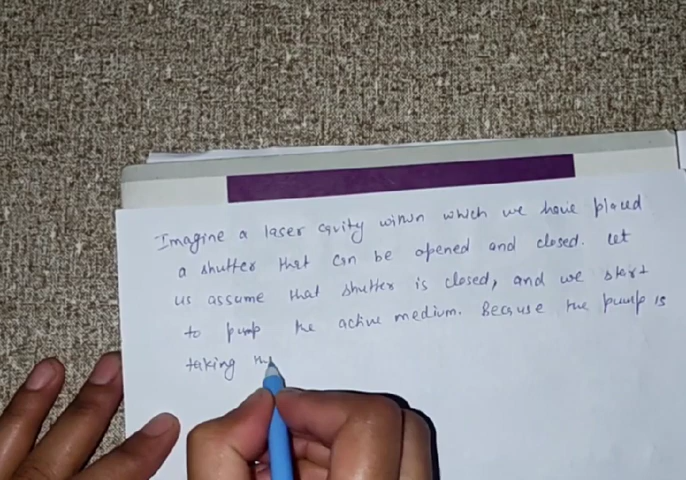 Imagine a laser cavity within which we have placed
a shutter that can be opened and closed. Let
us assume that shutter is closed, and we start
to pump the active medium. Because the pump is
taking